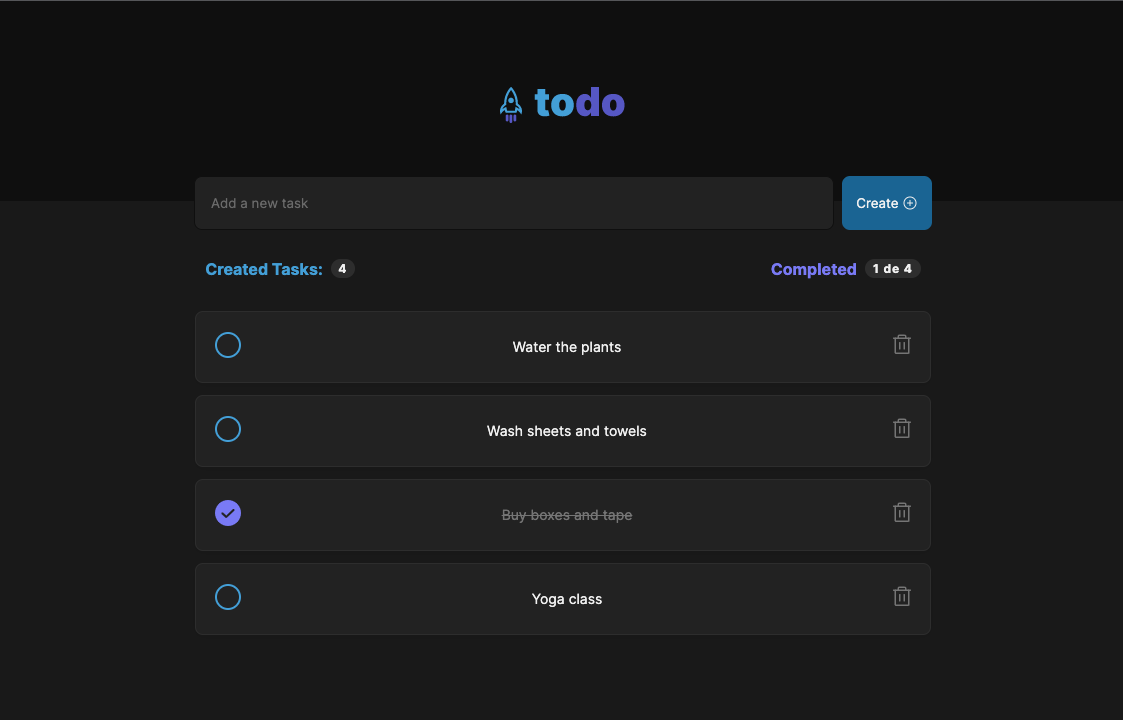 todo
Add a new task
Create
Created Tasks: 4
Completed 1 de 4
Water the plants
Wash sheets and towels
Buy boxes and tape
Yoga class